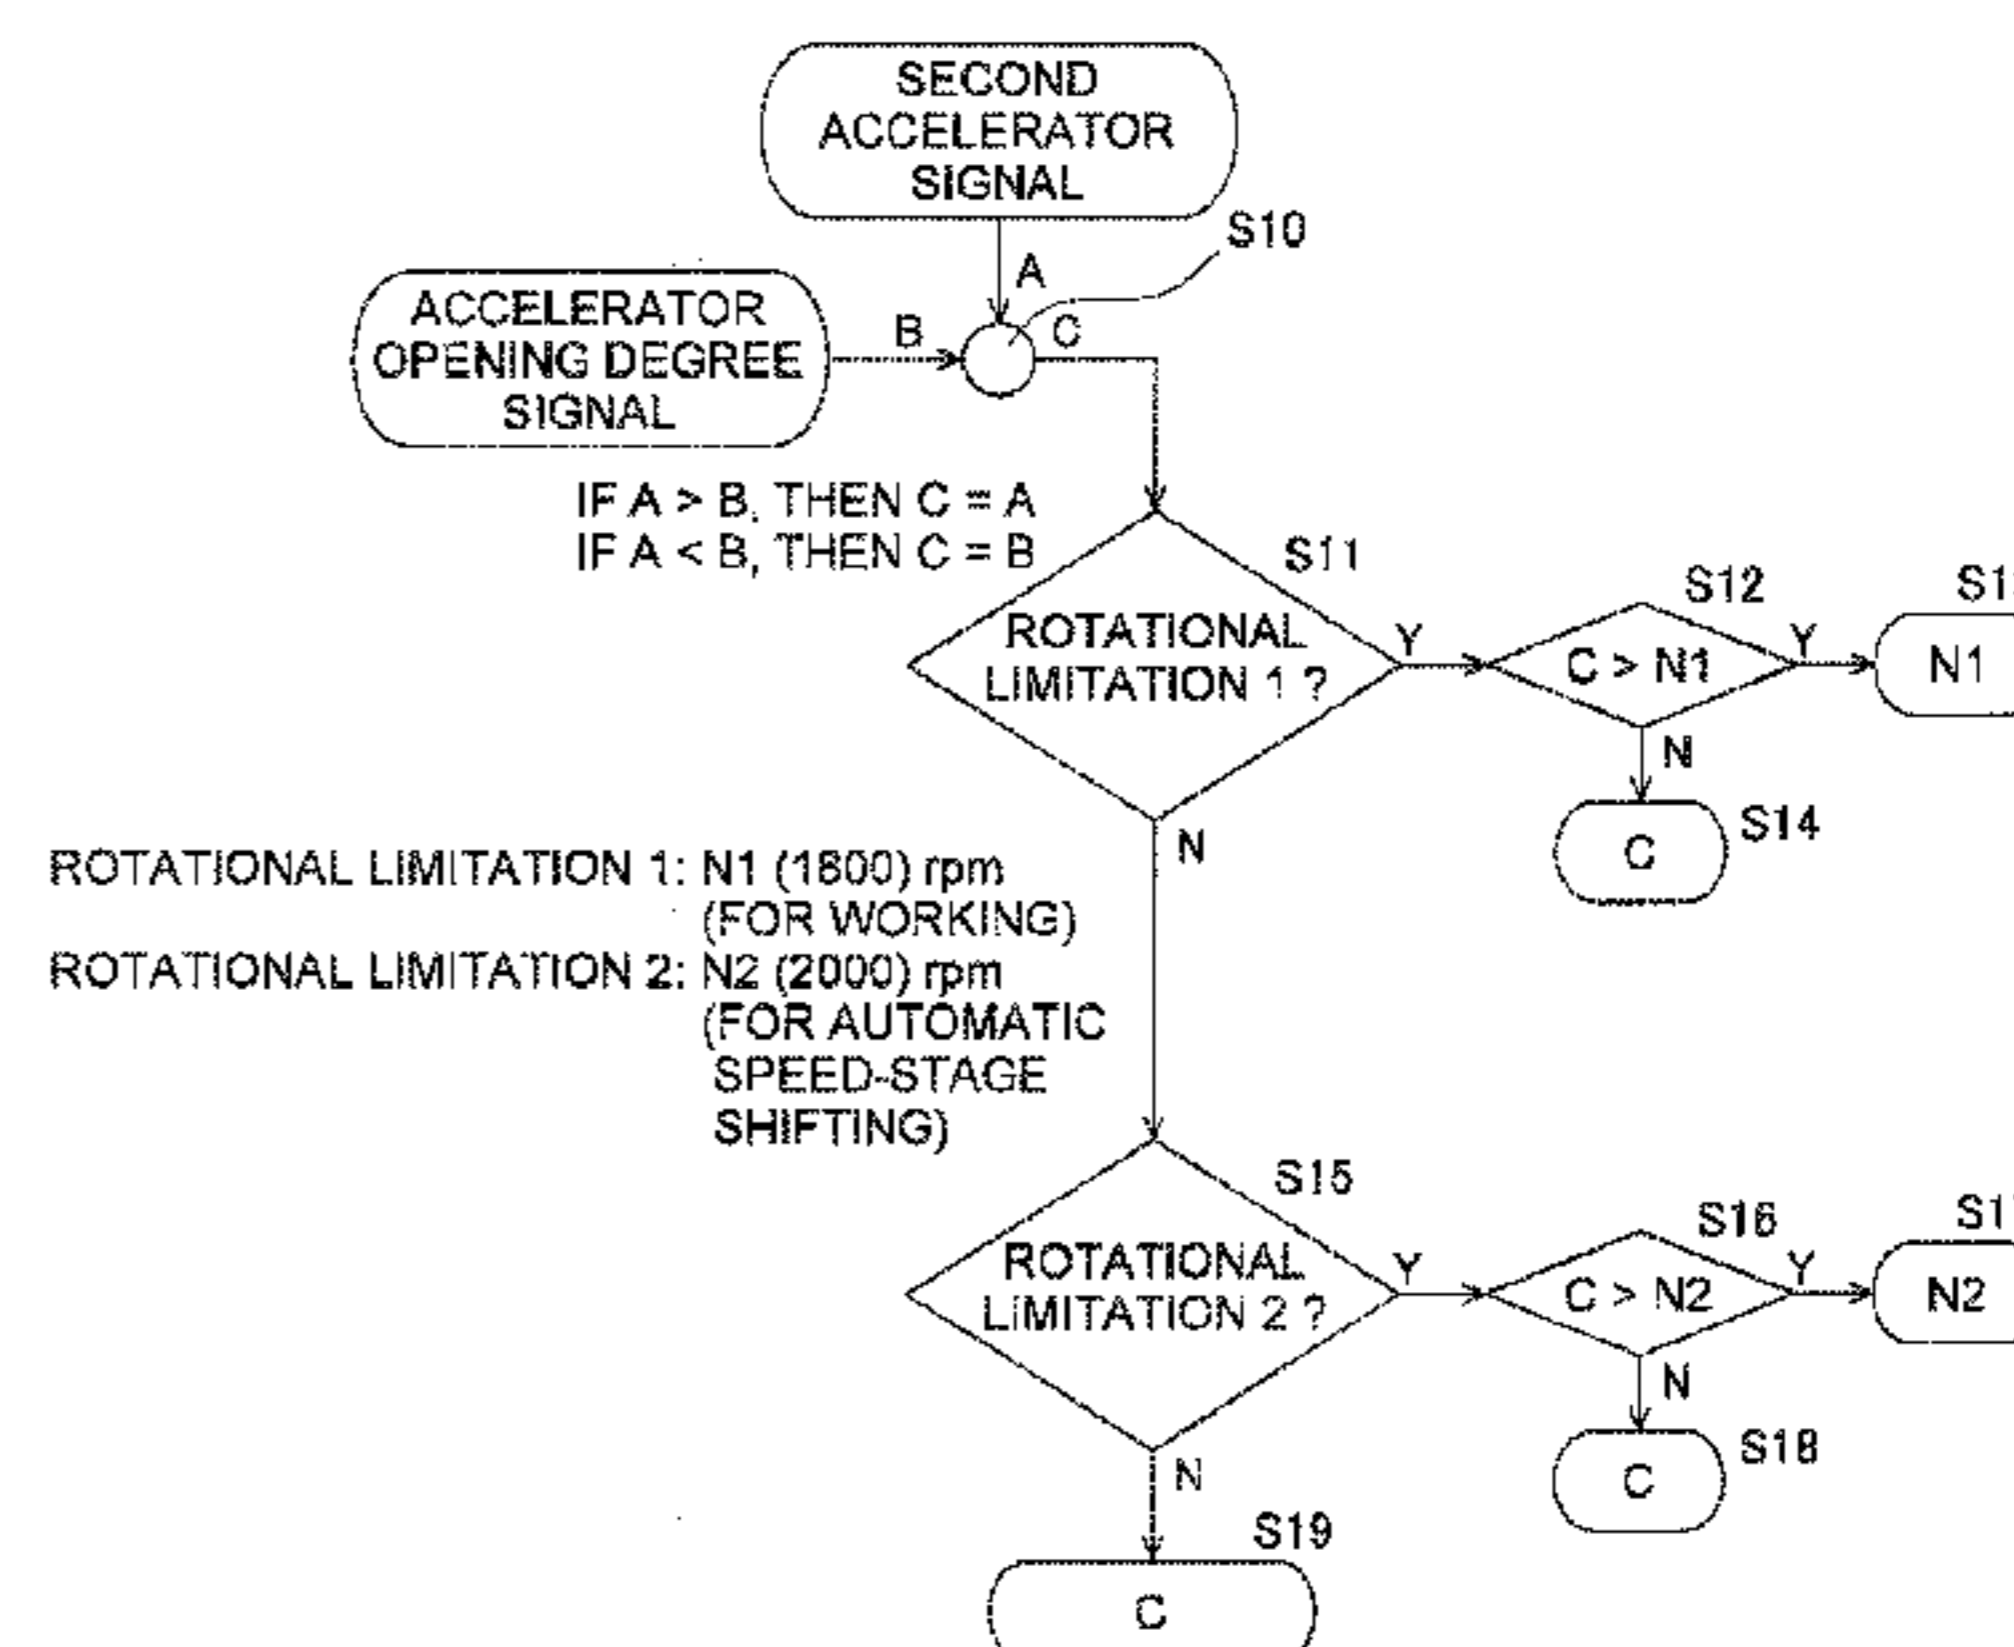 SECOND
ACCELERATOR
SIGNAL
S10
A
ACCELERATOR
OPENING DEGREE
SIGNAL
B
C
IF A > B, THEN C = A
IF A < B, THEN C = B
S11
ROTATIONAL
LIMITATION 1 ?
Y
S12
C > N1
Y
N1
N
S14
C
N
ROTATIONAL LIMITATION 1: N1 (1800) rpm
(FOR WORKING)
ROTATIONAL LIMITATION 2: N2 (2000) rpm
(FOR AUTOMATIC
SPEED-STAGE
SHIFTING)
S15
ROTATIONAL
LIMITATION 2 ?
Y
S16
C > N2
Y
N2
N
S18
C
N
S19
C